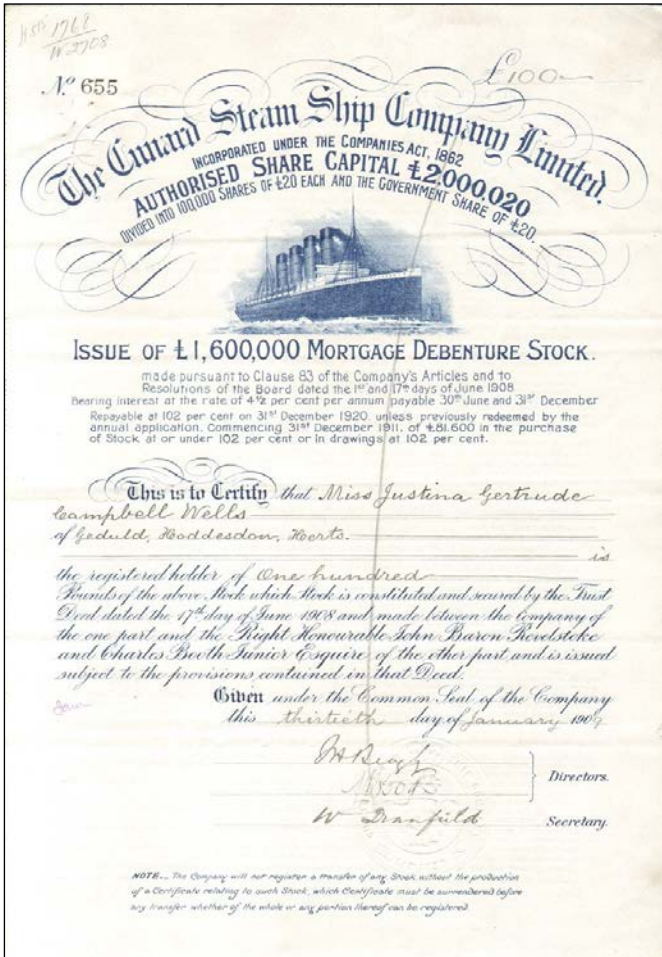 1768
No 655
£100
The Cunard Steam Ship Company Limited.
INCORPORATED UNDER THE COMPANIES ACT, 1862
AUTHORISED SHARE CAPITAL £2,000,020
DIVIDED INTO 100,000 SHARES OF £20 EACH AND THE GOVERNMENT SHARE OF £20.
ISSUE OF £1,600,000 MORTGAGE DEBENTURE STOCK.
made pursuant to Clause 83 of the Company's Articles and to
Resolutions of the Board dated the 1st and 17th days of June 1908
Bearing interest at the rate of 4½ per cent per annum payable 30th June and 31st December
Repayable at 102 per cent on 31st December 1920, unless previously redeemed by the
annual application, Commencing 31st December 1911, of £81,600 in the purchase
of Stock at or under 102 per cent or in drawings at 102 per cent.
This is to Certify that Miss Justina Gertrude
Campbell Wells
of Geduld, Hoddesdon, Herts.
is
the registered holder of One hundred
Pounds of the above Stock which Stock is constituted and secured by the Trust
Deed dated the 17th day of June 1908 and made between the Company of
the one part and the Right Honourable John Baron Revelstoke
and Charles Booth Junior Esquire of the other part and is issued
subject to the provisions contained in that Deed.
Given under the Common Seal of the Company
this thirtieth day of January 1909
Directors.
W Dranfield Secretary.
NOTE._ The Company will not register a transfer of any Stock without the production
of a Certificate relating to such Stock, which Certificate must be surrendered before
any transfer whether of the whole or any portion thereof can be registered.